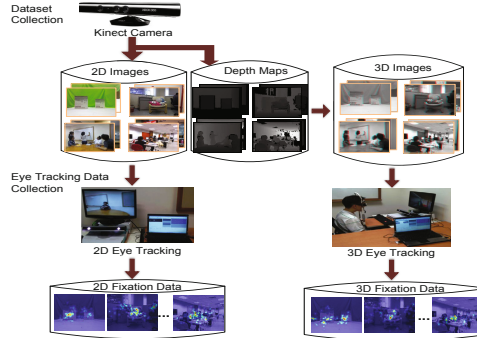 Dataset
Collection
Kinect Camera
2D Images
Depth Maps
3D Images
Eye Tracking Data
Collection
2D Eye Tracking
3D Eye Tracking
2D Fixation Data
3D Fixation Data
...
...